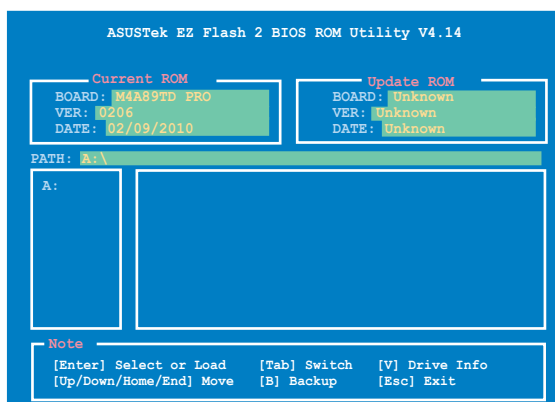 ASUSTek EZ Flash 2 BIOS ROM Utility V4.14
Current ROM
BOARD: M4A89TD PRO
VER: 0206
DATE: 02/09/2010
Update ROM
BOARD: Unknown
VER: Unknown
DATE: Unknown
PATH: A:\
A:
Note
[Enter] Select or Load [Tab] Switch [V] Drive Info
[Up/Down/Home/End] Move [B] Backup [Esc] Exit